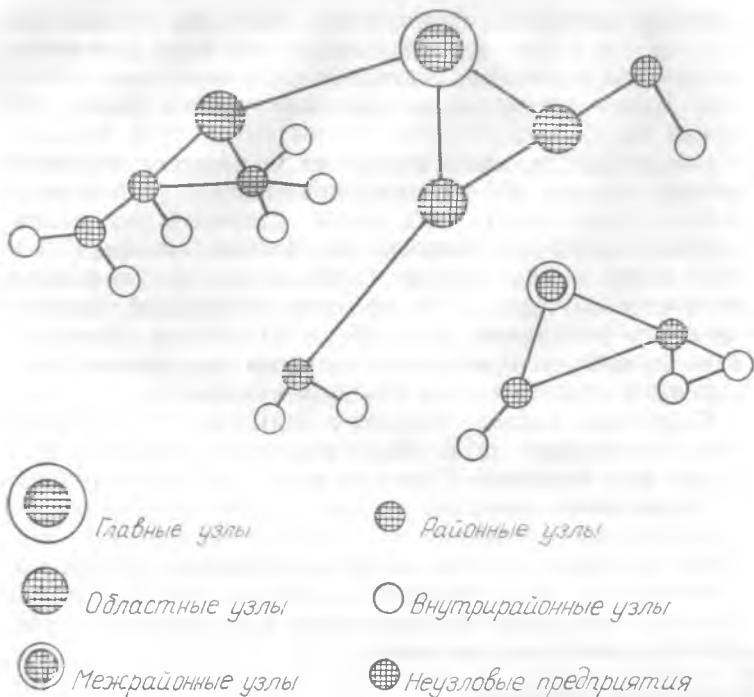 Главные узлы
Районные узлы
Областные узлы
Внутрирайонные узлы
Межрайонные узлы
Неузловые предприятия